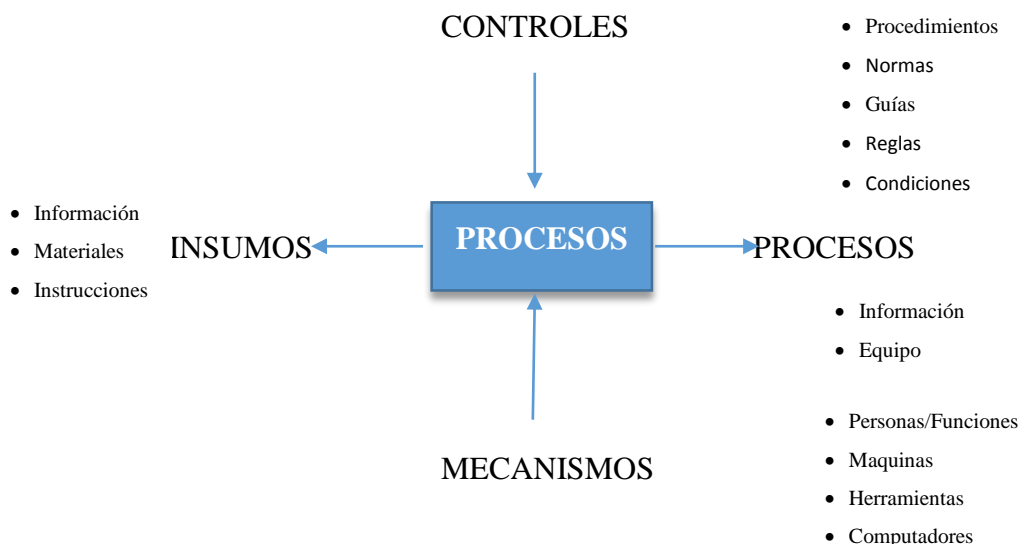 CONTROLES
• Procedimientos
• Normas
• Guías
• Reglas
• Condiciones
• Información
• Materiales
• Instrucciones
INSUMOS
PROCESOS
PROCESOS
• Información
• Equipo
MECANISMOS
• Personas/Funciones
• Maquinas
• Herramientas
• Computadores